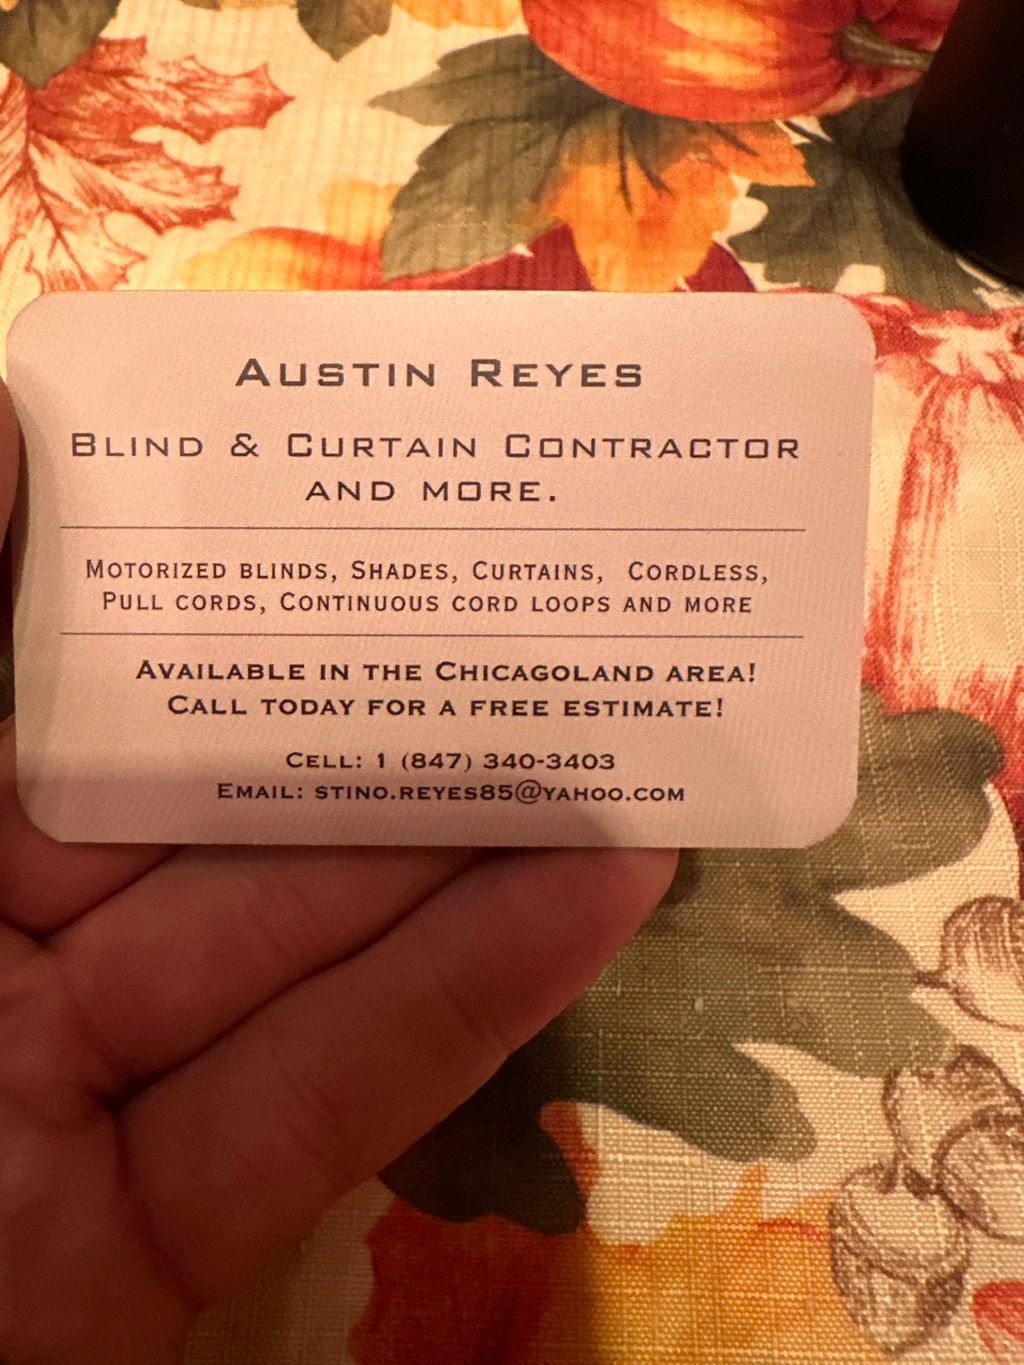 Austin Reyes
Blind & Curtain Contractor
and more.
Motorized blinds, Shades, Curtains, Cordless,
Pull cords, Continuous cord loops and more
Available in the Chicagoland area!
Call today for a free estimate!
Cell: 1 (847) 340-3403
Email: stino.reyes85@yahoo.com